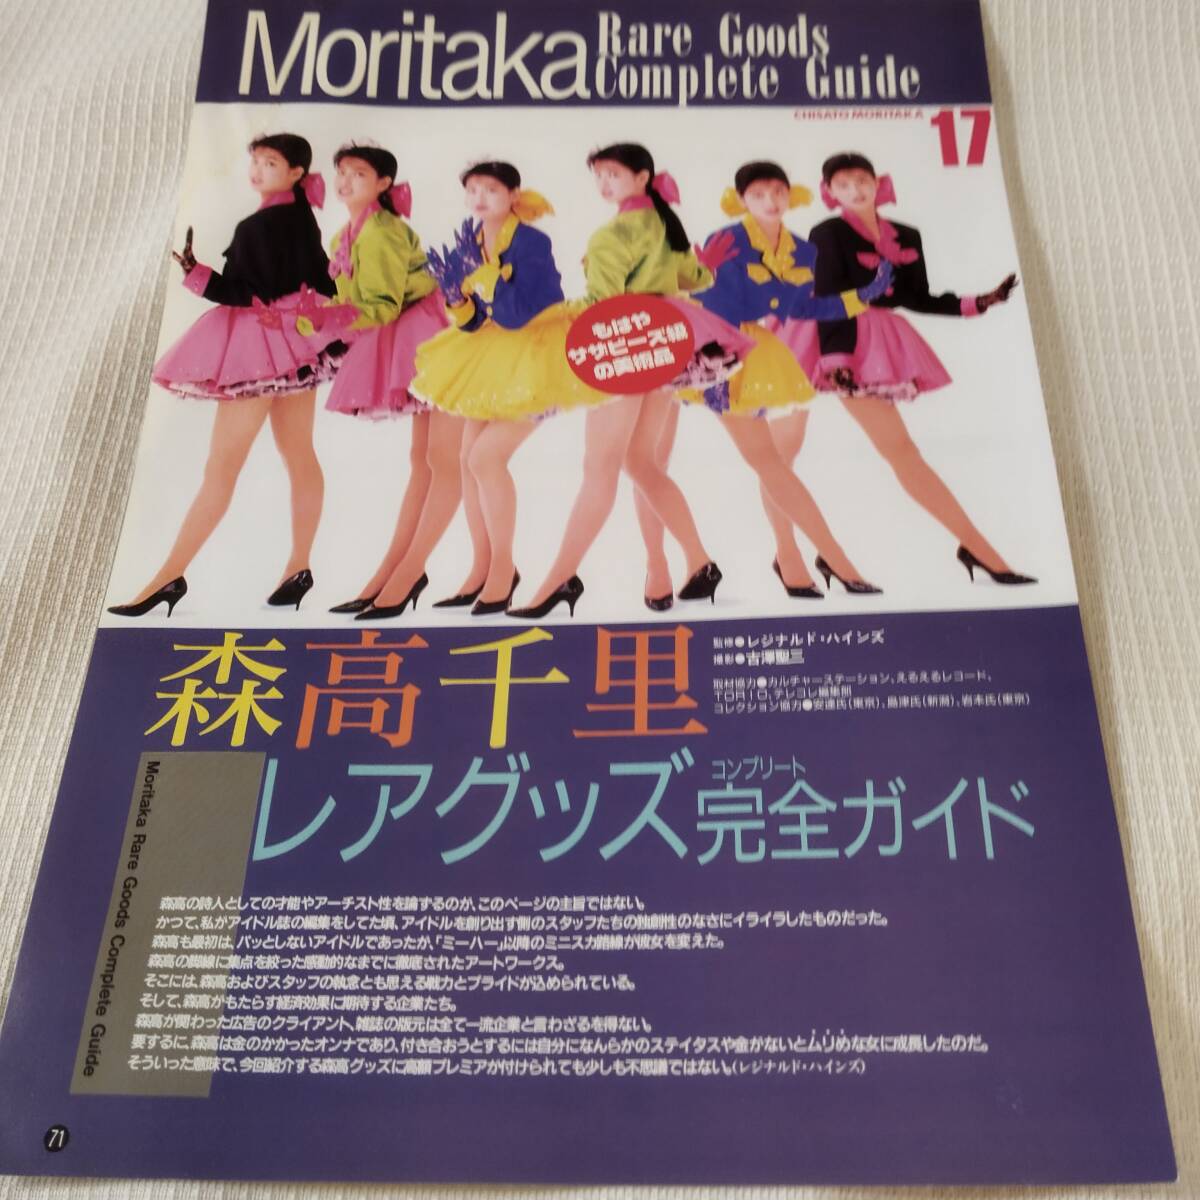 Moritaka
Rare Goods
Complete Guide
CHISATO MORITAKA
17
もはや
ササビーズ級
の美術品
森高千里
監修●レジナルド・ハインズ
撮影●吉澤聖二
取材協力●カルチャーステーション、えるえるレコード、
TORIO、テレコレ編集部
コレクション協力●安達氏(東京)、島津氏(新潟)、岩本氏(東京)
コンプリート
レアグッズ完全ガイド
Moritaka Rare Goods Complete Guide
森高の詩人としての才能やアーチスト性を論ずるのが、このページの主旨ではない。
かつて、私がアイドル誌の編集をしてた頃、アイドルを創り出す側のスタッフたちの独創性のなさにイライラしたものだった。
森高も最初は、パッとしないアイドルであったが、「ミーハー」以降のミニスカ路線が彼女を変えた。
森高の脚線に集点を絞った感動的なまでに徹底されたアートワークス。
そこには、森高およびスタッフの執念とも思える戦力とプライドが込められている。
そして、森高がもたらす経済効果に期待する企業たち。
森高が関わった広告のクライアント、雑誌の版元は全て一流企業と言わざるを得ない。
要するに、森高は金のかかったオンナであり、付き合おうとするには自分になんらかのステイタスや金がないとムリめな女に成長したのだ。
そういった意味で、今回紹介する森高グッズに高額プレミアが付けられても少しも不思議ではない。(レジナルド・ハインズ)
71